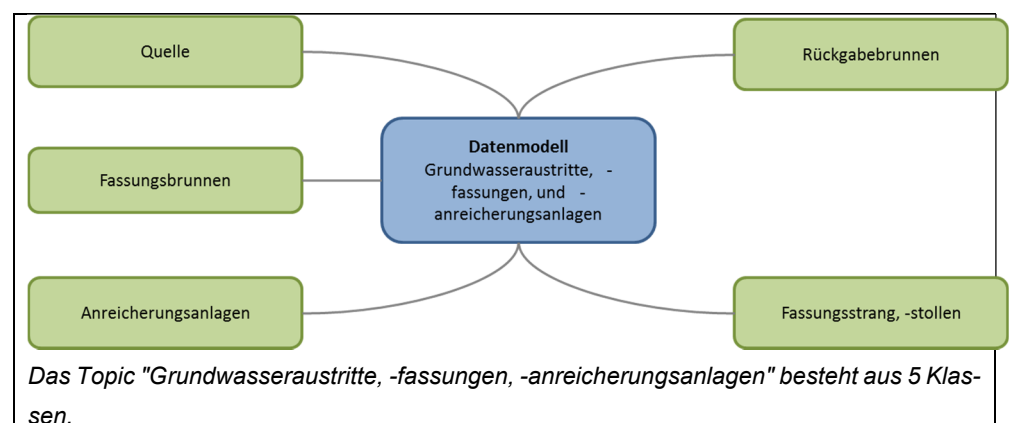 Quelle
Rückgabebrunnen
Datenmodell
Grundwasseraustritte, -
fassungen, und -
anreicherungsanlagen
Fassungsbrunnen
Anreicherungsanlagen
Fassungsstrang, -stollen
Das Topic "Grundwasseraustritte, -fassungen, -anreicherungsanlagen" besteht aus 5 Klas-
sen.